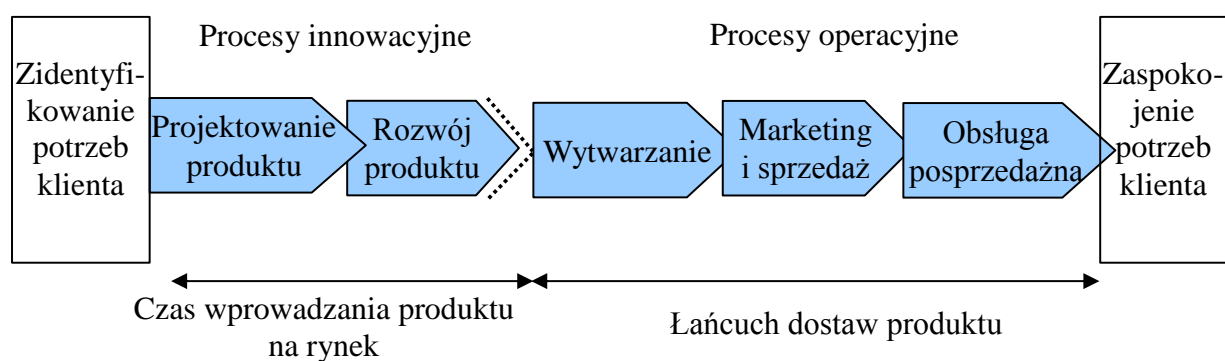 Procesy innowacyjne
Procesy operacyjne
Zidentyfi-
kowanie
potrzeb
klienta
Projektowanie
produktu
Rozwój
produktu
Wytwarzanie
Marketing
i sprzedaż
Obsługa
posprzedażna
Zaspoko-
jenie
potrzeb
klienta
Czas wprowadzania produktu
na rynek
Łańcuch dostaw produktu